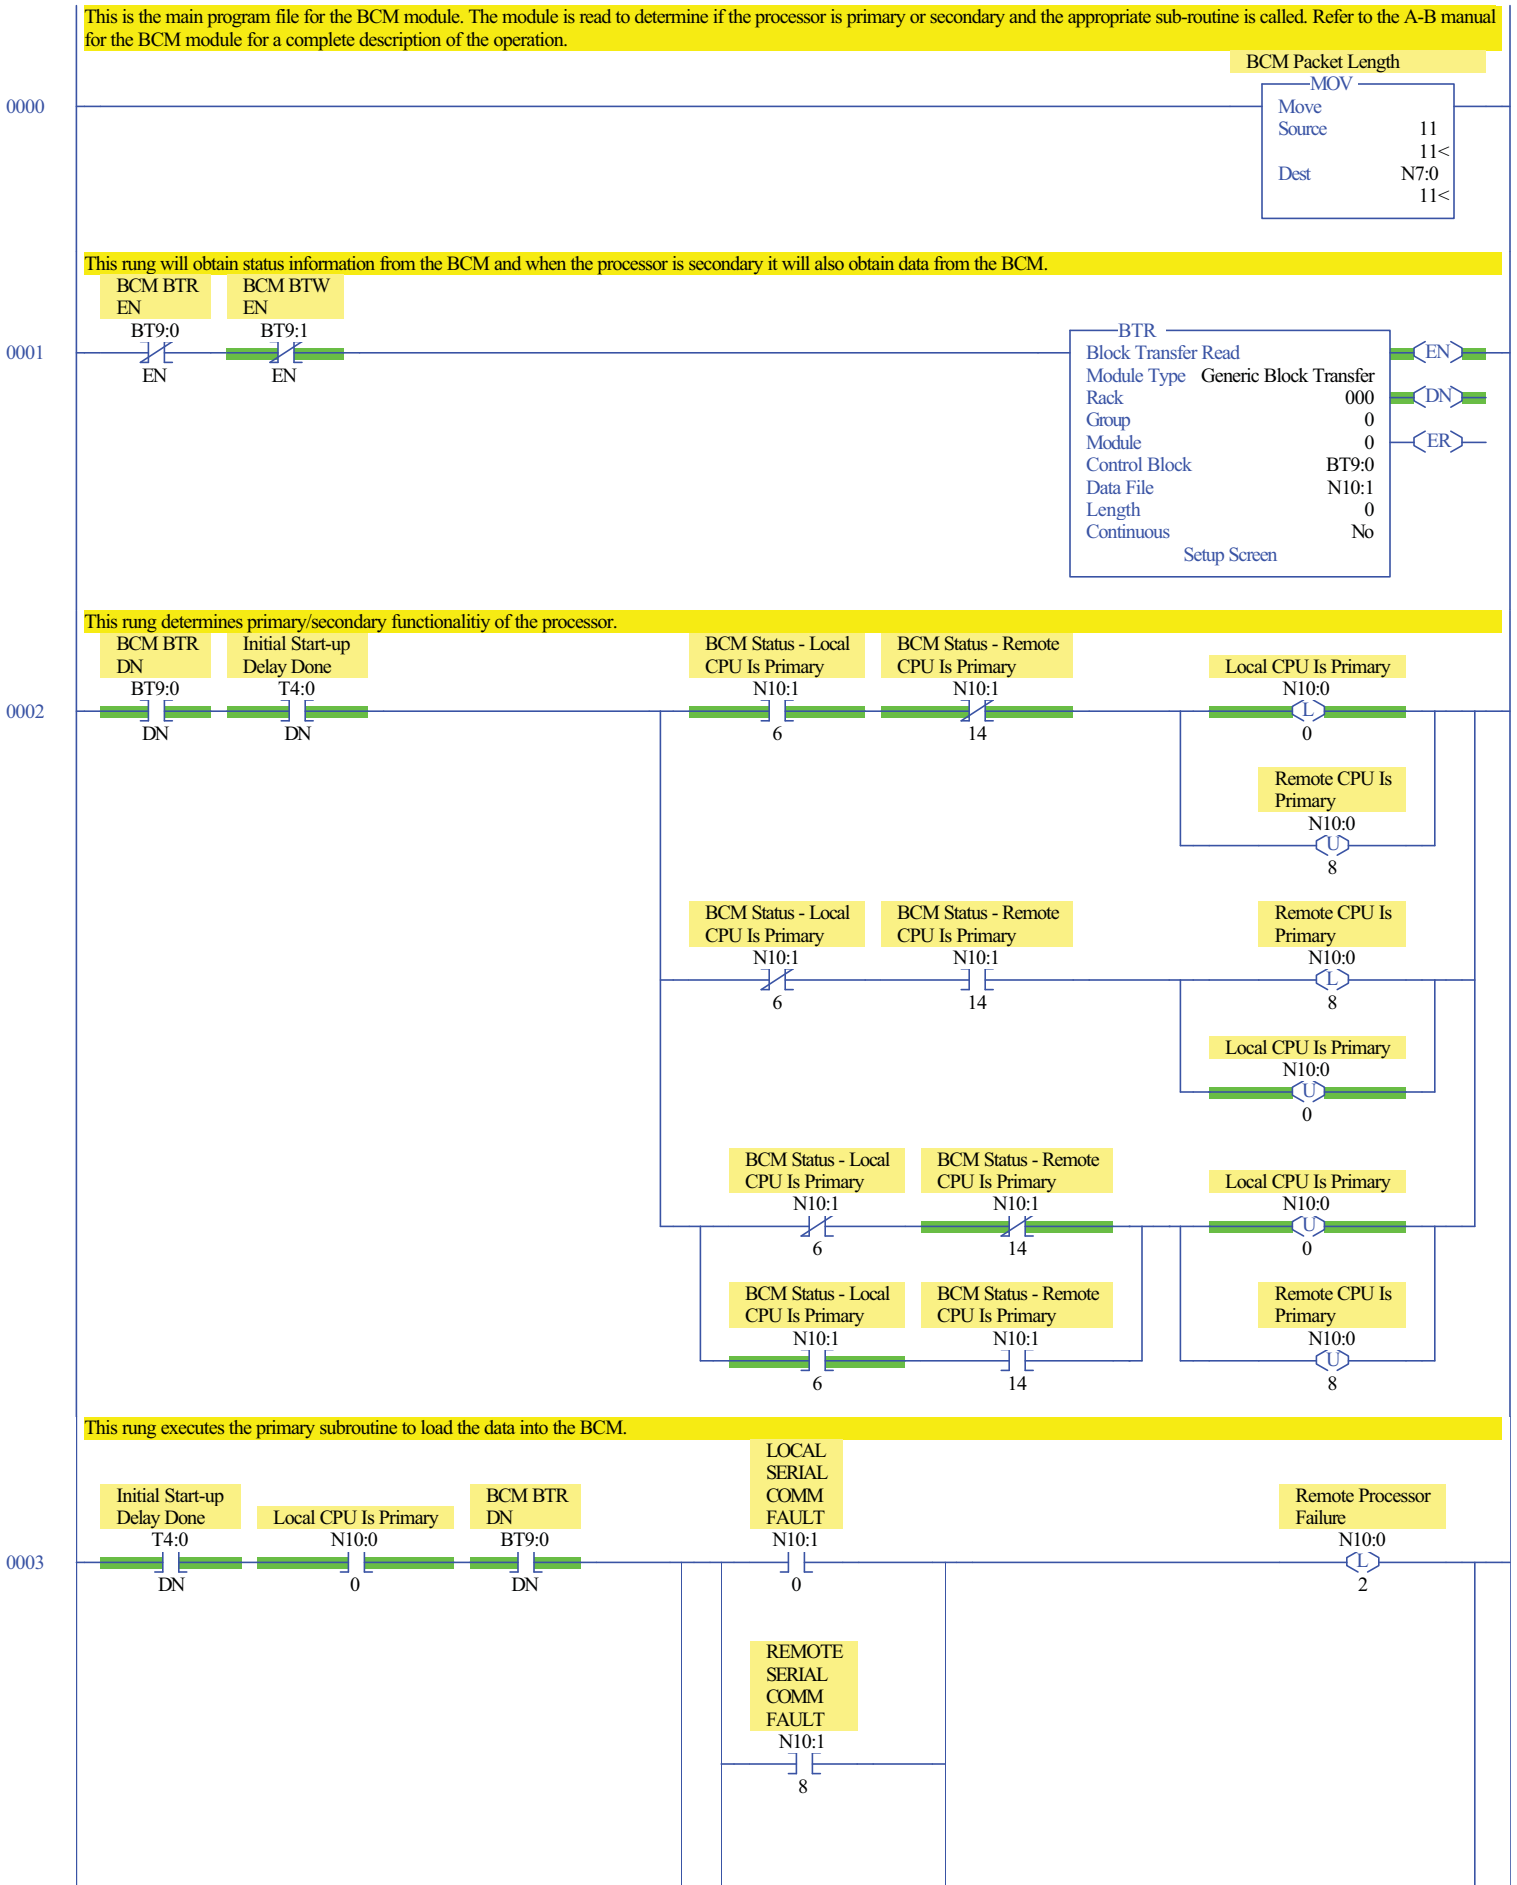 This is the main program file for the BCM module. The module is read to determine if the processor is primary or secondary and the appropriate sub-routine is called. Refer to the A-B manual
for the BCM module for a complete description of the operation.
BCM Packet Length
MOV
0000
Move
Source 11
11<
Dest N7:0
11<
This rung will obtain status information from the BCM and when the processor is secondary it will also obtain data from the BCM.
BCM BTR BCM BTW
EN EN
BT9:0 BT9:1
BTR
0001
EN EN
Block Transfer Read EN
Module Type Generic Block Transfer
Rack 000 DN
Group 0
Module 0 ER
Control Block BT9:0
Data File N10:1
Length 0
Continuous No
Setup Screen
This rung determines primary/secondary functionalitiy of the processor.
BCM BTR Initial Start-up BCM Status - Local BCM Status - Remote
DN Delay Done CPU Is Primary CPU Is Primary Local CPU Is Primary
BT9:0 T4:0 N10:1 N10:1 N10:0
0002 L
DN DN 6 14 0
Remote CPU Is
Primary
N10:0
U
8
BCM Status - Local BCM Status - Remote Remote CPU Is
CPU Is Primary CPU Is Primary Primary
N10:1 N10:1 N10:0
L
6 14 8
Local CPU Is Primary
N10:0
U
0
BCM Status - Local BCM Status - Remote
CPU Is Primary CPU Is Primary Local CPU Is Primary
N10:1 N10:1 N10:0
U
6 14 0
BCM Status - Local BCM Status - Remote Remote CPU Is
CPU Is Primary CPU Is Primary Primary
N10:1 N10:1 N10:0
U
6 14 8
This rung executes the primary subroutine to load the data into the BCM.
LOCAL
SERIAL
Initial Start-up BCM BTR COMM Remote Processor
Delay Done Local CPU Is Primary DN FAULT Failure
T4:0 N10:0 BT9:0 N10:1 N10:0
0003 L
DN 0 DN 0 2
REMOTE
SERIAL
COMM
FAULT
N10:1
8